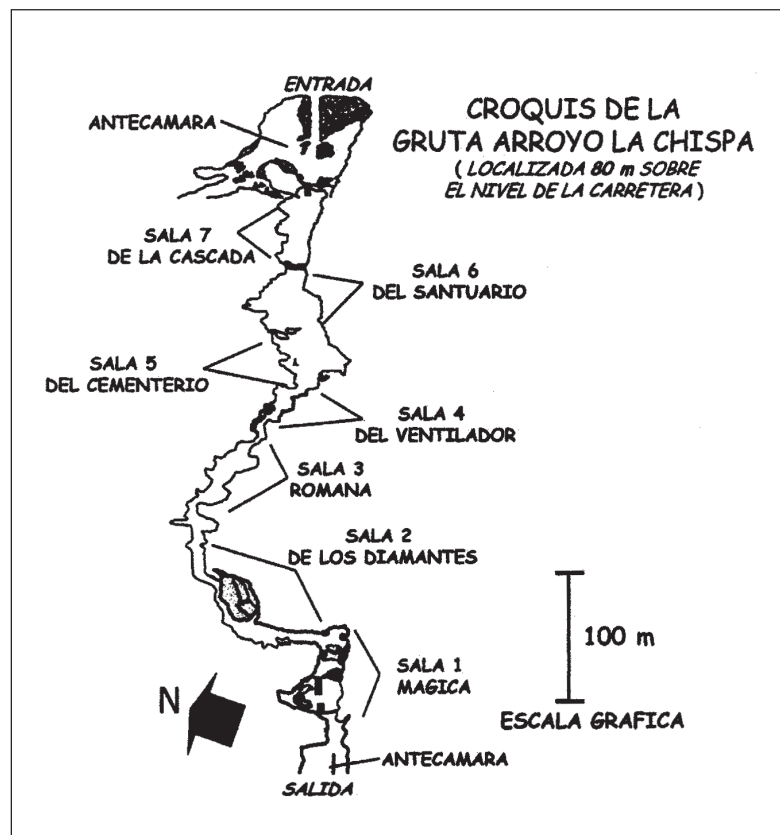 ENTRADA
ANTECAMARA
CROQUIS DE LA
GRUTA ARROYO LA CHISPA
( LOCALIZADA 80 m SOBRE
EL NIVEL DE LA CARRETERA )
SALA 7
DE LA CASCADA
SALA 6
DEL SANTUARIO
SALA 5
DEL CEMENTERIO
SALA 4
DEL VENTILADOR
SALA 3
ROMANA
SALA 2
DE LOS DIAMANTES
100 m
SALA 1
MAGICA
N
ESCALA GRAFICA
ANTECAMARA
SALIDA